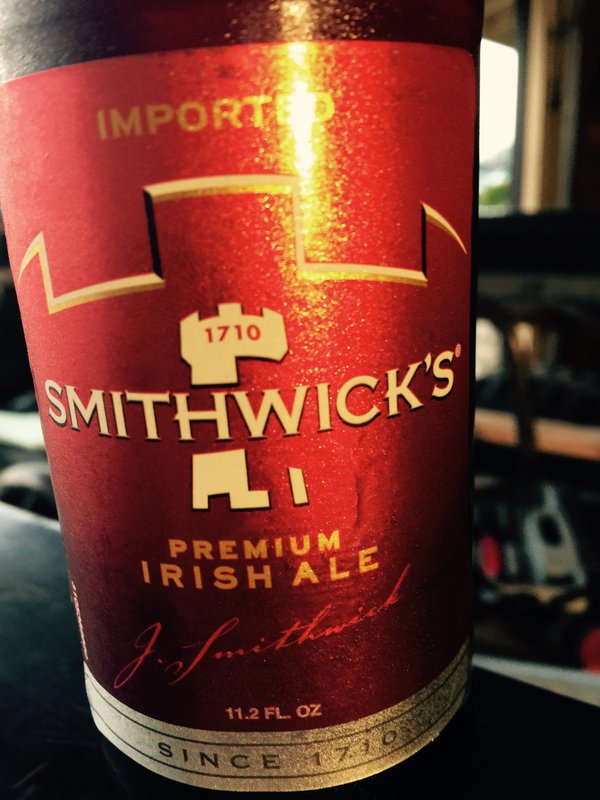 IMPORTED
1710
SMITHWICK'S®
PREMIUM
IRISH ALE
J. Smithwick
11.2 FL. OZ
SINCE 1710